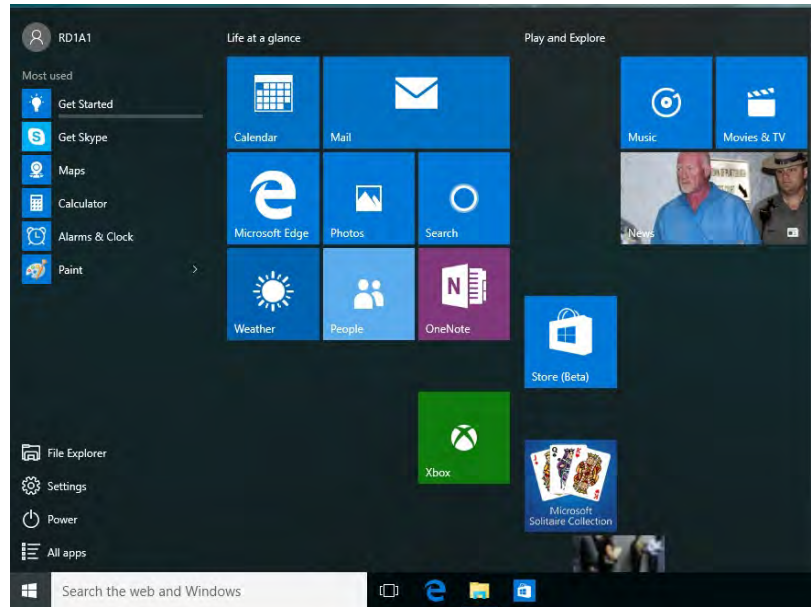 RD1A1
Most used
Get Started
Get Skype
Maps
Calculator
Alarms & Clock
Paint
File Explorer
Settings
Power
All apps
Life at a glance
Calendar
Mail
Microsoft Edge
Photos
Search
Weather
People
OneNote
Xbox
Play and Explore
Music
Movies & TV
News
Store (Beta)
Microsoft
Solitaire Collection
Search the web and Windows